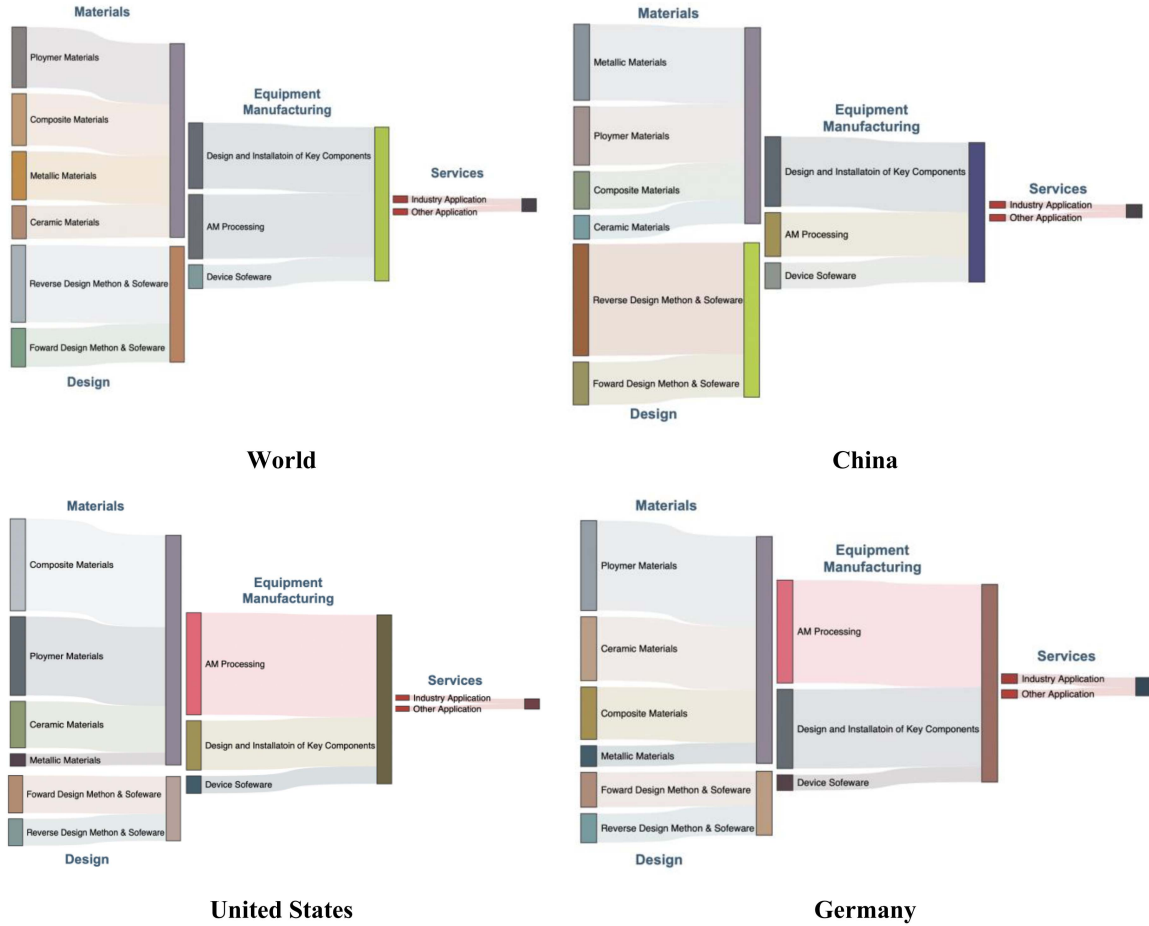 Materials
Ploymer Materials
Composite Materials
Metallic Materials
Ceramic Materials
Reverse Design Methon & Sofeware
Foward Design Methon & Sofeware
Design
Equipment
Manufacturing
Design and Installatoin of Key Components
AM Processing
Device Sofeware
Services
Industry Application
Other Application
World
Materials
Metallic Materials
Ploymer Materials
Composite Materials
Ceramic Materials
Reverse Design Methon & Sofeware
Foward Design Methon & Sofeware
Design
Equipment
Manufacturing
Design and Installatoin of Key Components
AM Processing
Device Sofeware
Services
Industry Application
Other Application
China
Materials
Composite Materials
Ploymer Materials
Ceramic Materials
Metallic Materials
Foward Design Methon & Sofeware
Reverse Design Methon & Sofeware
Design
Equipment
Manufacturing
AM Processing
Design and Installatoin of Key Components
Device Sofeware
Services
Industry Application
Other Application
United States
Materials
Ploymer Materials
Ceramic Materials
Composite Materials
Metallic Materials
Foward Design Methon & Sofeware
Reverse Design Methon & Sofeware
Design
Equipment
Manufacturing
AM Processing
Design and Installatoin of Key Components
Device Sofeware
Services
Industry Application
Other Application
Germany